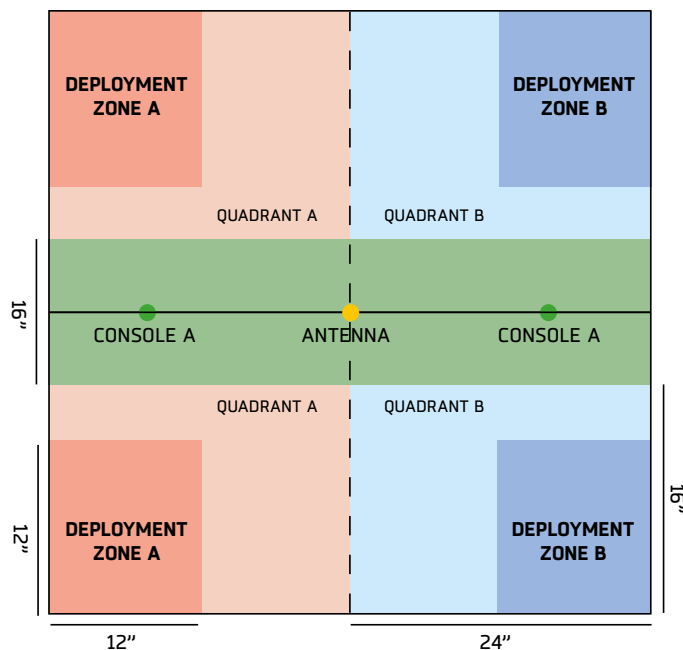 DEPLOYMENT
ZONE A
DEPLOYMENT
ZONE B
QUADRANT A
QUADRANT B
16”
CONSOLE A
ANTENNA
CONSOLE A
QUADRANT A
QUADRANT B
16”
12”
DEPLOYMENT
ZONE A
DEPLOYMENT
ZONE B
12”
24”